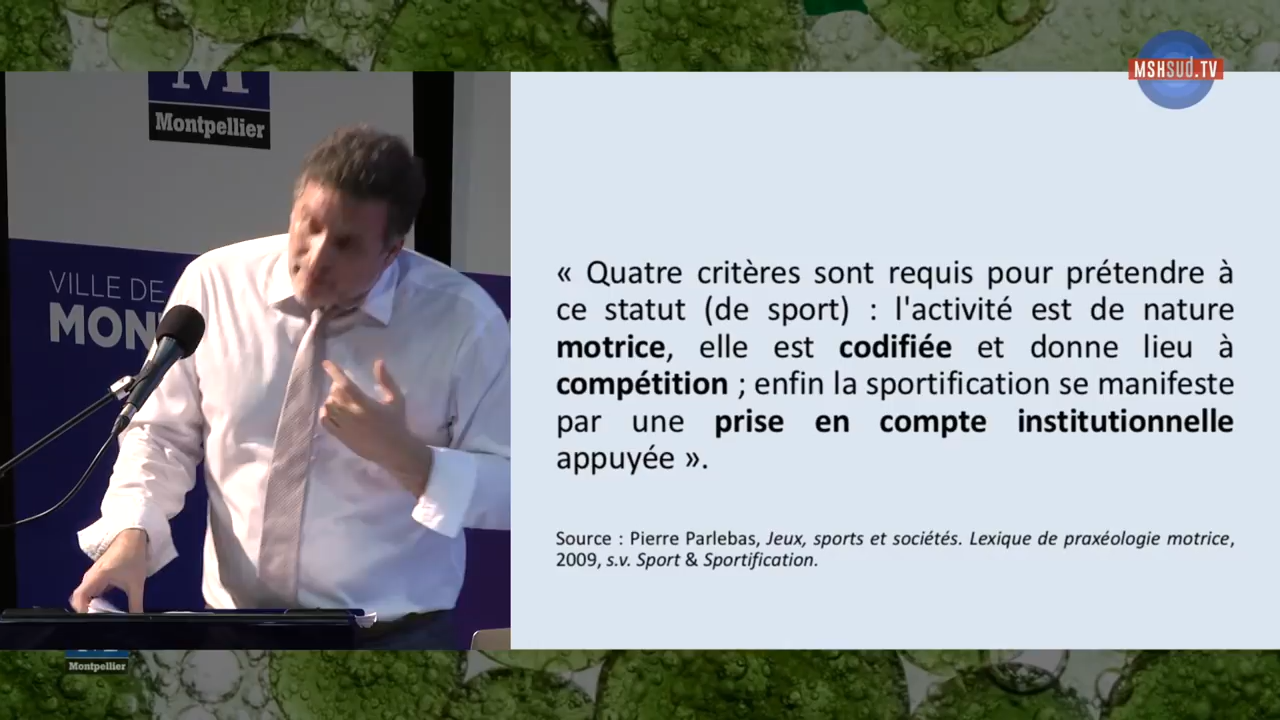 MSHSUD.TV
M
Montpellier
VILLE DE
MON
« Quatre critères sont requis pour prétendre à
ce statut (de sport) : l'activité est de nature
motrice, elle est codifiée et donne lieu à
compétition ; enfin la sportification se manifeste
par une prise en compte institutionnelle
appuyée ».
Source : Pierre Parlebas, Jeux, sports et sociétés. Lexique de praxéologie motrice,
2009, s.v. Sport & Sportification.
Montpellier